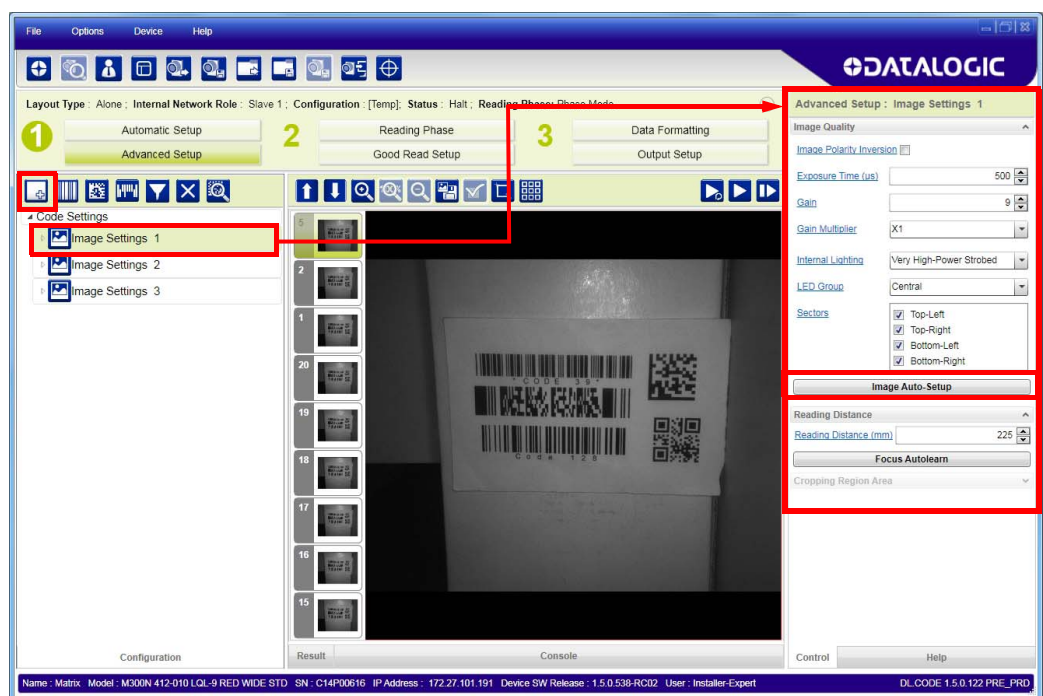 File Options Device Help
DATALOGIC
Layout Type : Alone ; Internal Network Role : Slave 1 ; Configuration : [Temp]; Status : Halt ; Reading Phase: Phase Mode
1 Automatic Setup
Advanced Setup
2 Reading Phase
Good Read Setup
3 Data Formatting
Output Setup
Code Settings
Image Settings 1
Image Settings 2
Image Settings 3
Configuration
5
2
1
20
19
18
17
16
15
* C O D E 3 9 *
C o d e 1 2 8
Result Console
Advanced Setup : Image Settings 1
Image Quality
Image Polarity Inversion
Exposure Time (us) 500
Gain 9
Gain Multiplier X1
Internal Lighting Very High-Power Strobed
LED Group Central
Sectors Top-Left
Top-Right
Bottom-Left
Bottom-Right
Image Auto-Setup
Reading Distance
Reading Distance (mm) 225
Focus Autolearn
Cropping Region Area
Control Help
Name : Matrix Model : M300N 412-010 LQL-9 RED WIDE STD SN : C14P00616 IP Address : 172.27.101.191 Device SW Release : 1.5.0.538-RC02 User : Installer-Expert DL.CODE 1.5.0.122 PRE_PRD